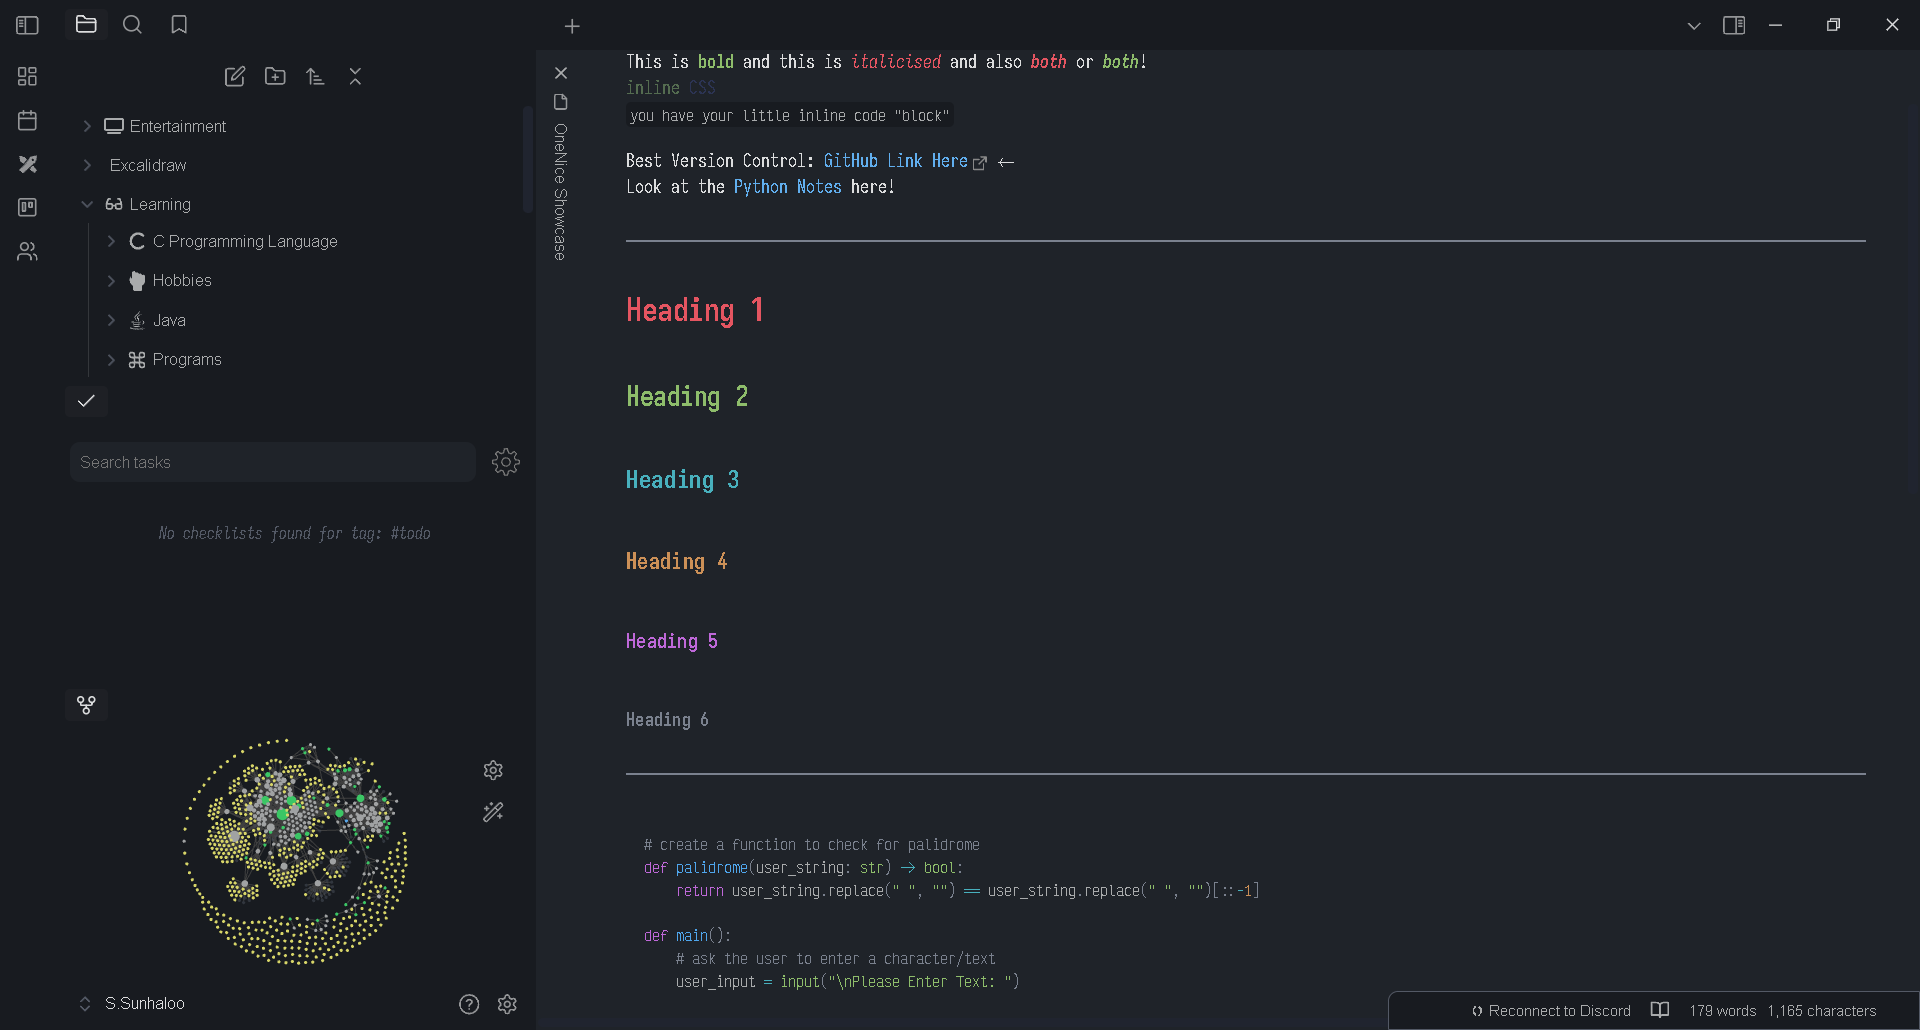 Entertainment
Excalidraw
Learning
C Programming Language
Hobbies
Java
Programs
Search tasks
No checklists found for tag: #todo
S.Sunhaloo
OneNice Showcase
This is bold and this is italicised and also both or both!
inline CSS
you have your little inline code "block"
Best Version Control: GitHub Link Here ←
Look at the Python Notes here!
Heading 1
Heading 2
Heading 3
Heading 4
Heading 5
Heading 6
# create a function to check for palidrome
def palidrome(user_string: str) → bool:
return user_string.replace(" ", "") == user_string.replace(" ", "")[::-1]
def main():
# ask the user to enter a character/text
user_input = input("\nPlease Enter Text: ")
Reconnect to Discord 179 words 1,165 characters